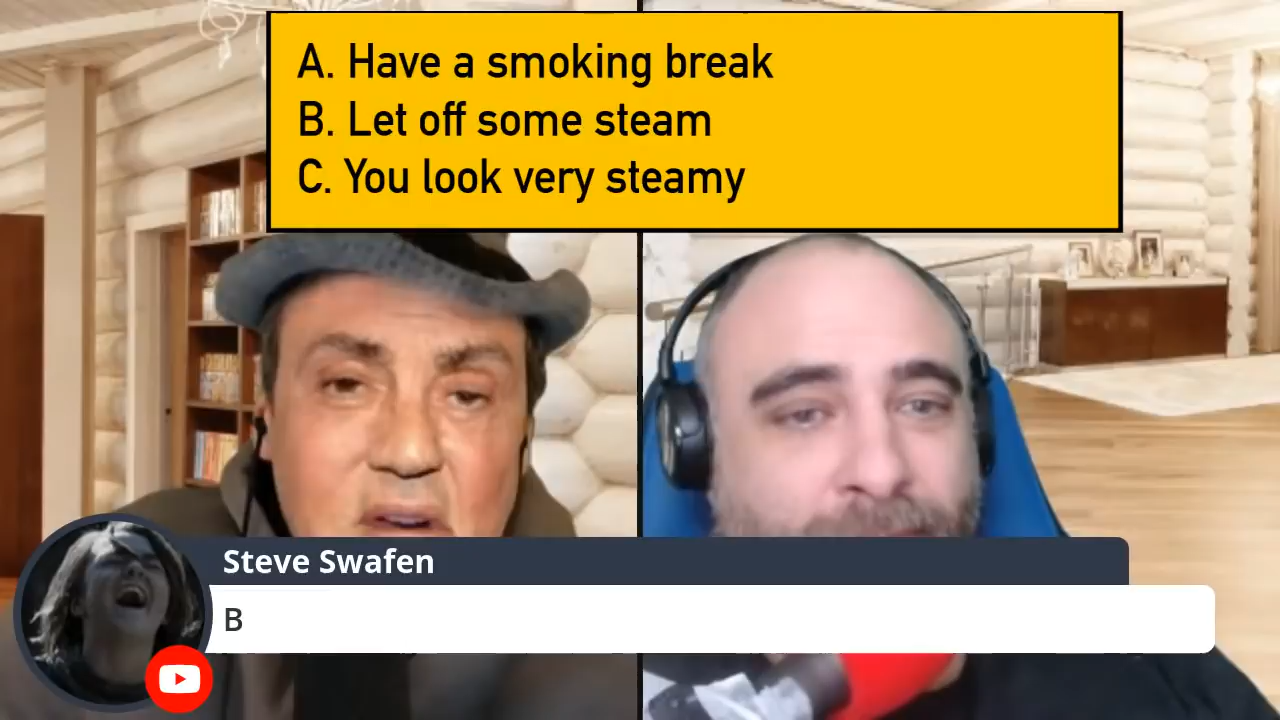 A. Have a smoking break
B. Let off some steam
C. You look very steamy
Steve Swafen
B